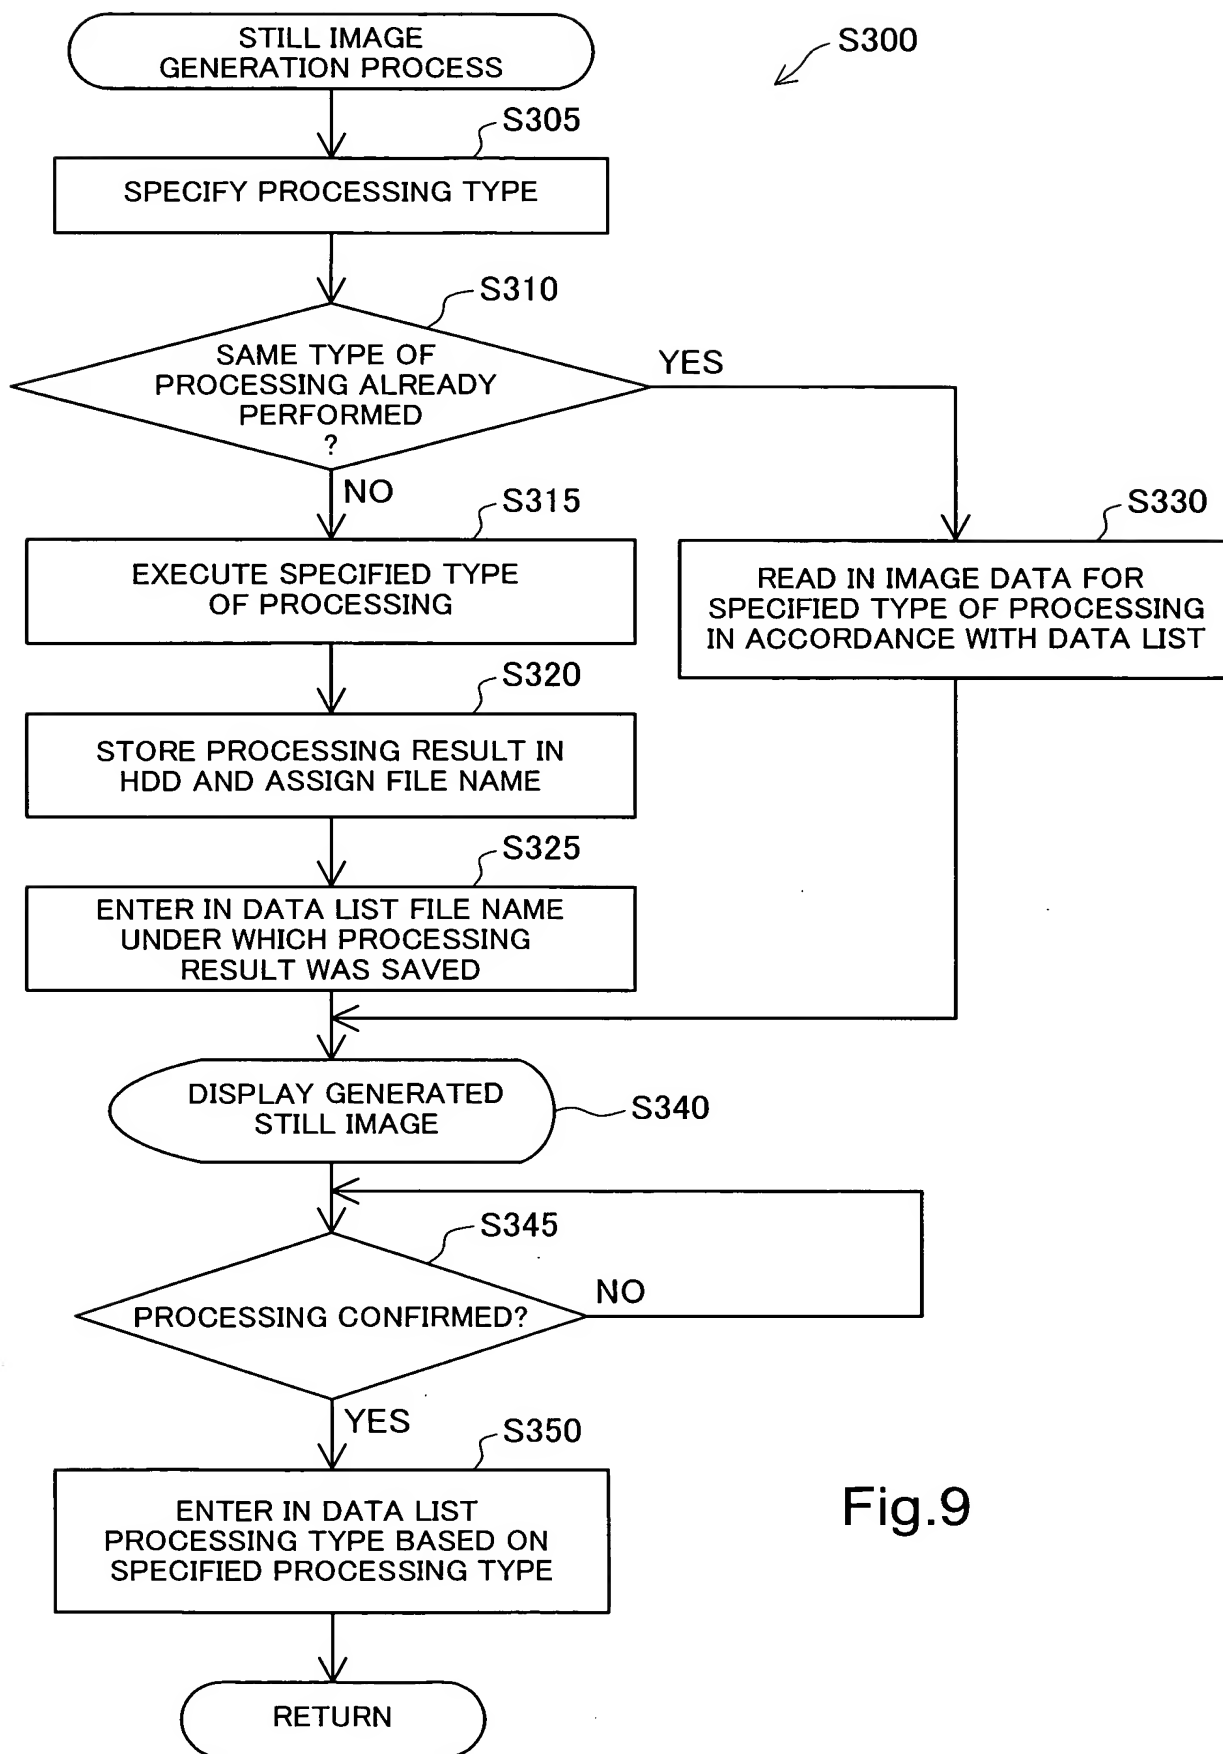 STILL IMAGE
GENERATION PROCESS
S300
S305
SPECIFY PROCESSING TYPE
S310
SAME TYPE OF
PROCESSING ALREADY
PERFORMED
?
YES
NO
S315
EXECUTE SPECIFIED TYPE
OF PROCESSING
S330
READ IN IMAGE DATA FOR
SPECIFIED TYPE OF PROCESSING
IN ACCORDANCE WITH DATA LIST
S320
STORE PROCESSING RESULT IN
HDD AND ASSIGN FILE NAME
S325
ENTER IN DATA LIST FILE NAME
UNDER WHICH PROCESSING
RESULT WAS SAVED
DISPLAY GENERATED
STILL IMAGE
S340
S345
PROCESSING CONFIRMED?
NO
YES
S350
ENTER IN DATA LIST
PROCESSING TYPE BASED ON
SPECIFIED PROCESSING TYPE
Fig.9
RETURN